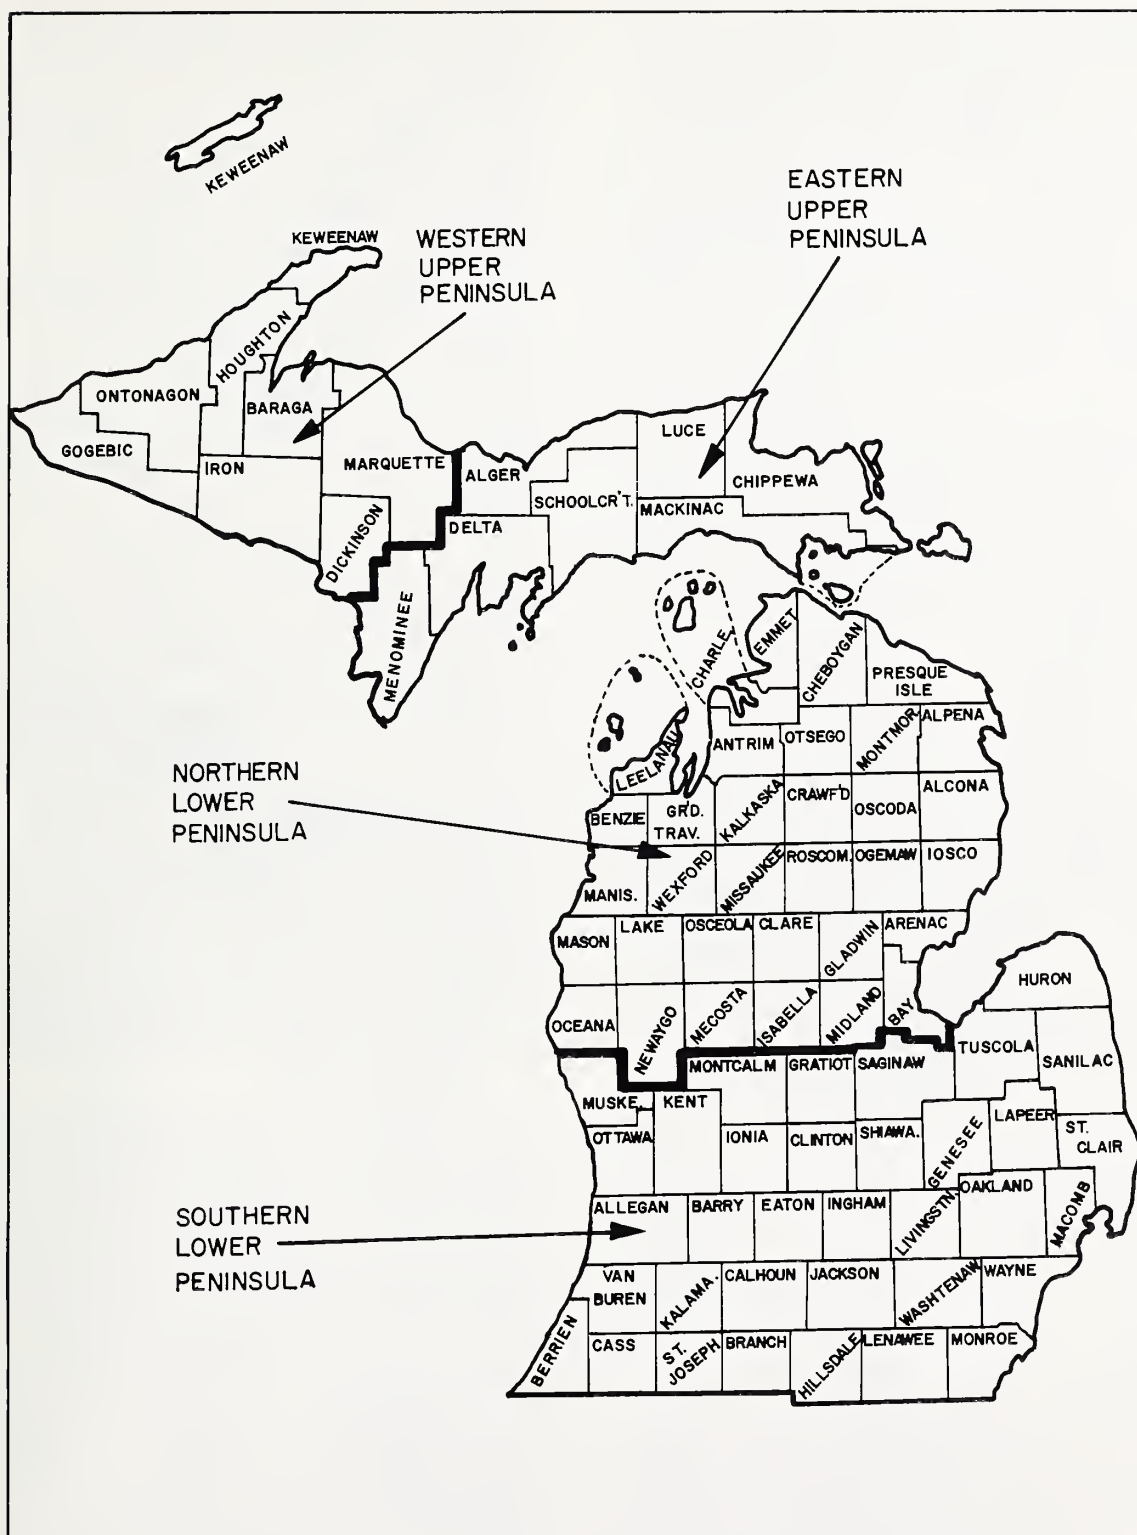 KEWEENAW
EASTERN
UPPER
PENINSULA
WESTERN
UPPER
PENINSULA
KEWEENAW
HOUGHTON
ONTONAGON
BARAGA
GOGEBIC
IRON
MARQUETTE
DICKINSON
MENOMINEE
ALGER
DELTA
SCHOOLCR'T.
LUCE
MACKINAC
CHIPPEWA
CHARLE.
EMMET
CHEBOYGAN
PRESQUE
ISLE
LEELANAU
ANTRIM
OTSEGO
MONTMOR.
ALPENA
NORTHERN
LOWER
PENINSULA
BENZIE
GR'D.
TRAV.
KALKASKA
CRAWF'D
OSCODA
ALCONA
MANIS.
WEXFORD
MISSAUKEE
ROSCOM.
OGEMAW
IOSCO
MASON
LAKE
OSCEOLA
CLARE
GLADWIN
ARENAC
OCEANA
NEWAYGO
MECOSTA
ISABELLA
MIDLAND
BAY
HURON
MUSKE.
KENT
MONTCALM
GRATIOT
SAGINAW
TUSCOLA
SANILAC
OTTAWA
IONIA
CLINTON
SHIAWA.
GENESEE
LAPEER
ST.
CLAIR
SOUTHERN
LOWER
PENINSULA
ALLEGAN
BARRY
EATON
INGHAM
LIVINGSTN.
OAKLAND
MACOMB
VAN
BUREN
KALAMA.
CALHOUN
JACKSON
WASHTENAW
WAYNE
BERRIEN
CASS
ST.
JOSEPH
BRANCH
HILLSDALE
LENAWEE
MONROE